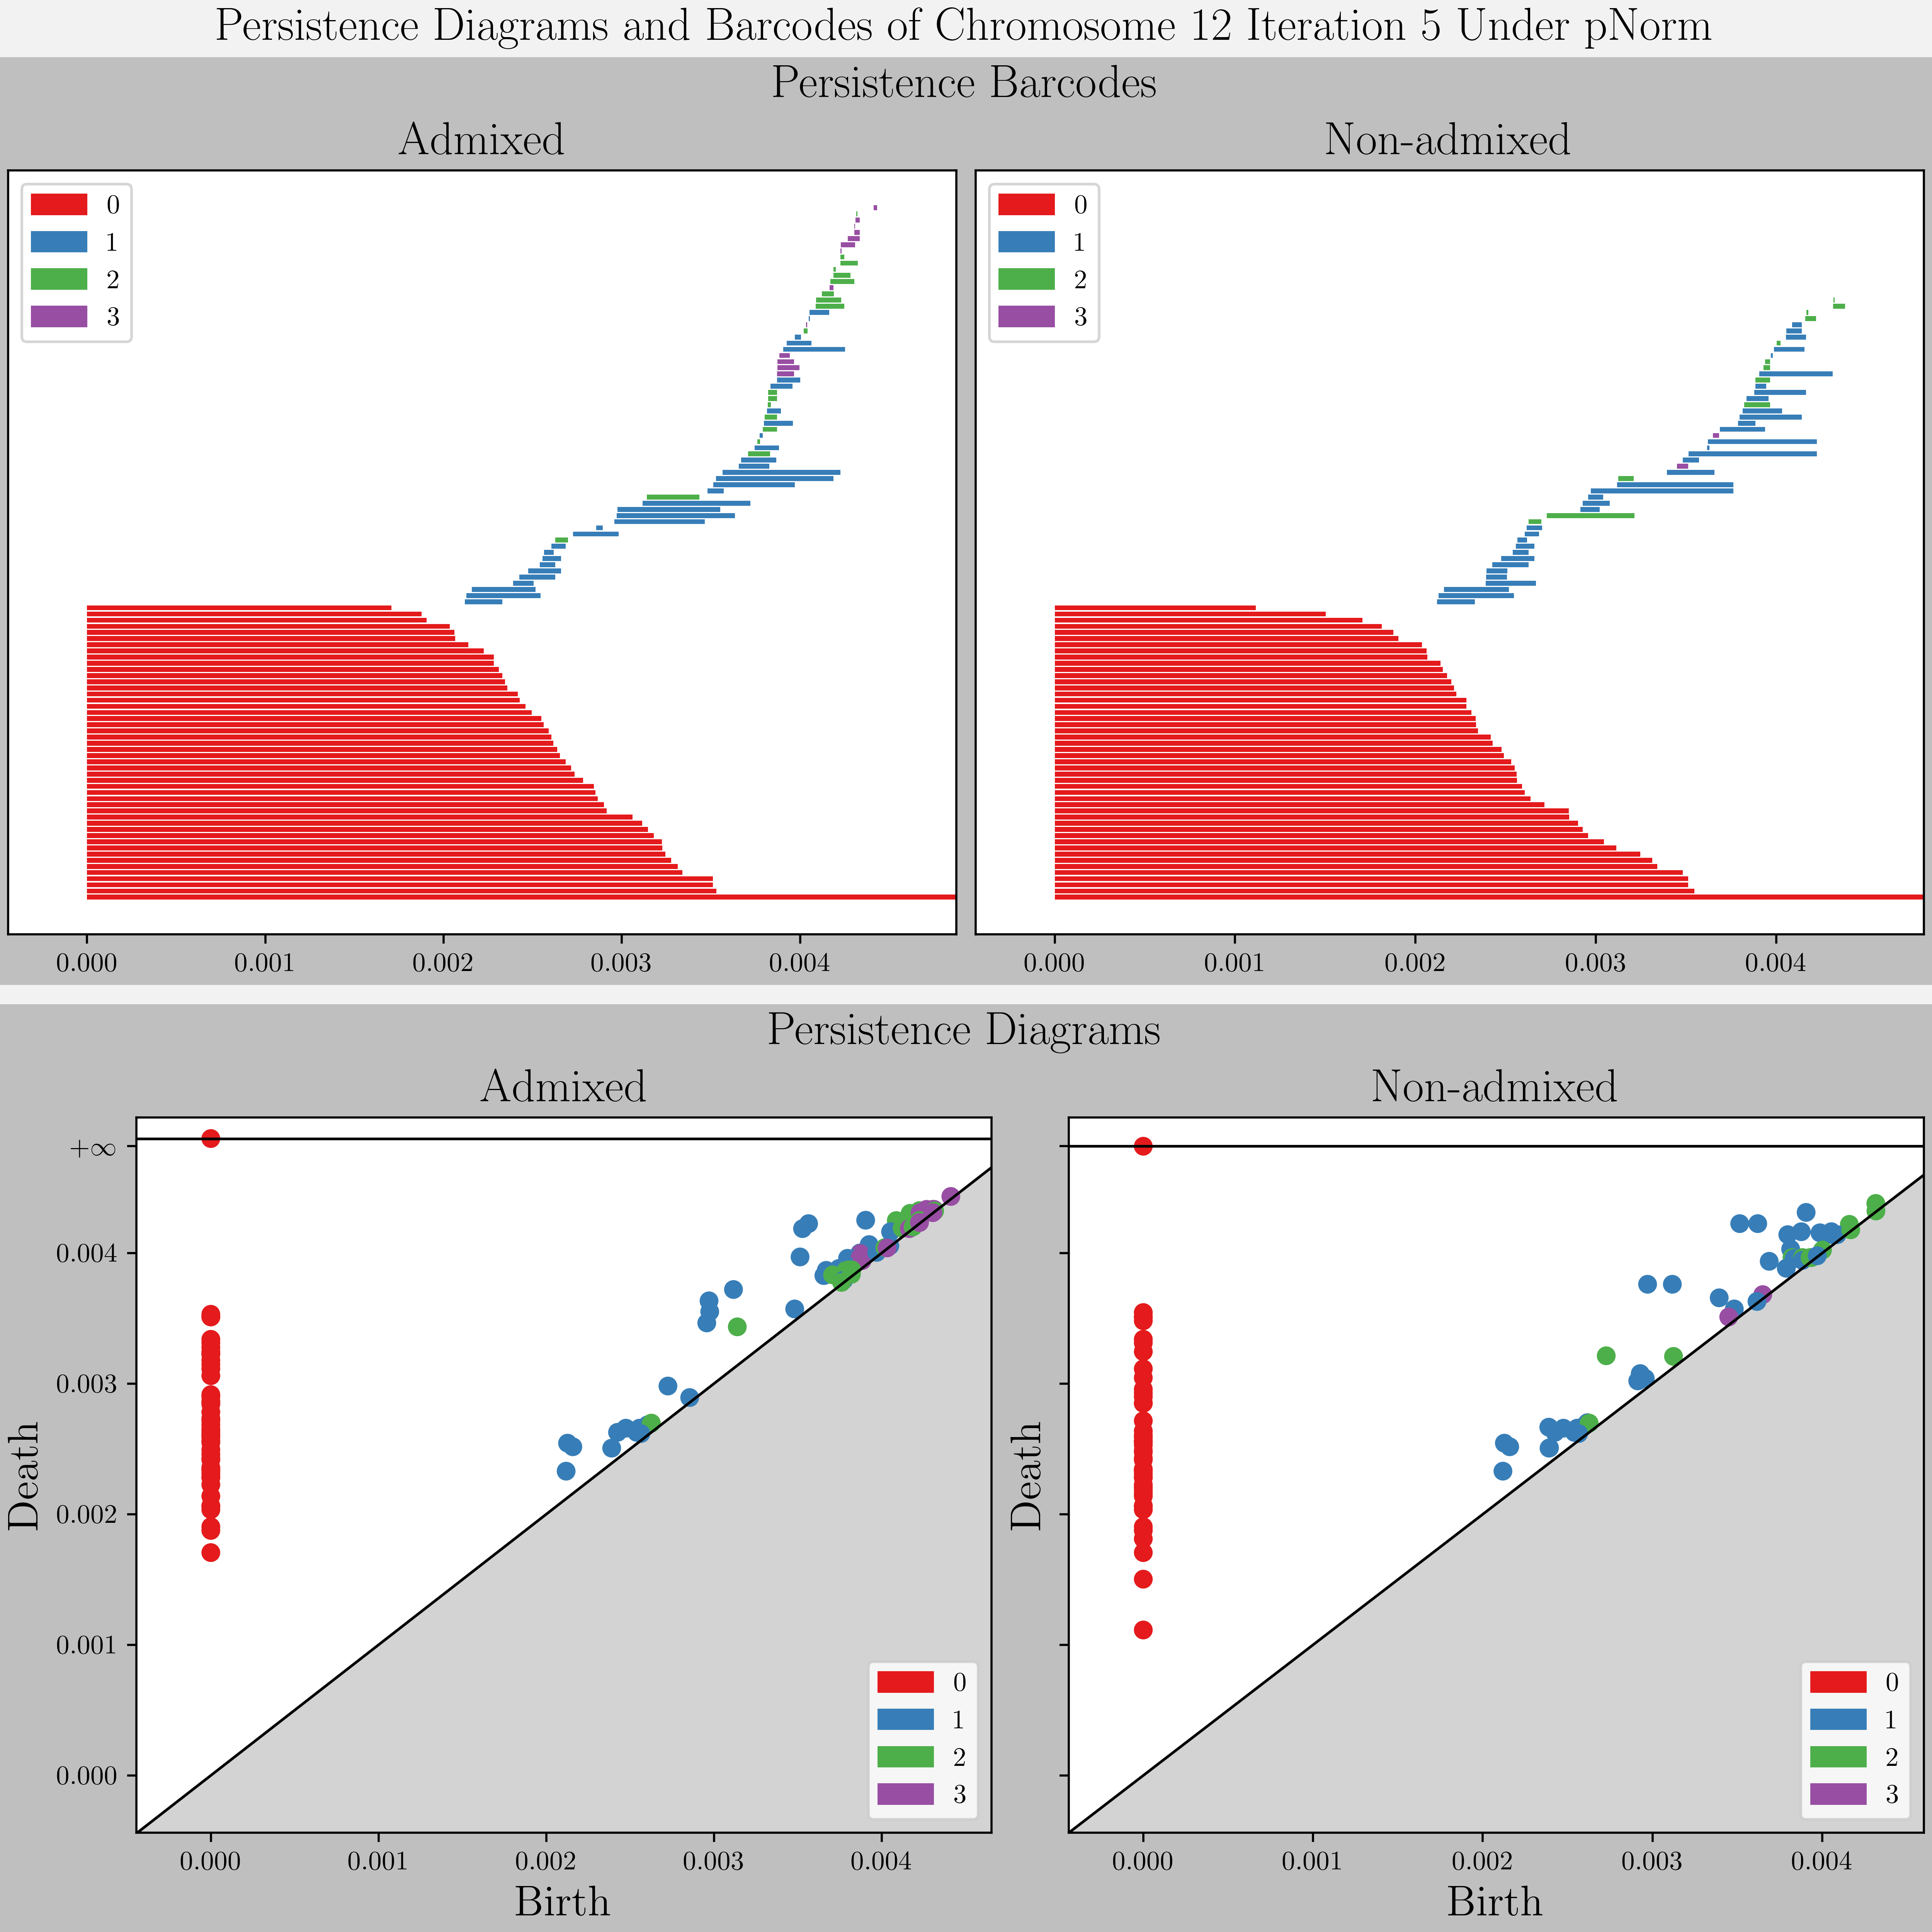 Persistence Diagrams and Barcodes of Chromosome 12 Iteration 5 Under pNorm
Persistence Barcodes
Admixed
0
1
2
3
0.000 0.001 0.002 0.003 0.004
Non-admixed
0
1
2
3
0.000 0.001 0.002 0.003 0.004
Persistence Diagrams
Admixed
+∞
0.004
0.003
0.002
0.001
0.000
Death
0
1
2
3
0.000 0.001 0.002 0.003 0.004
Birth
Non-admixed
Death
0
1
2
3
0.000 0.001 0.002 0.003 0.004
Birth